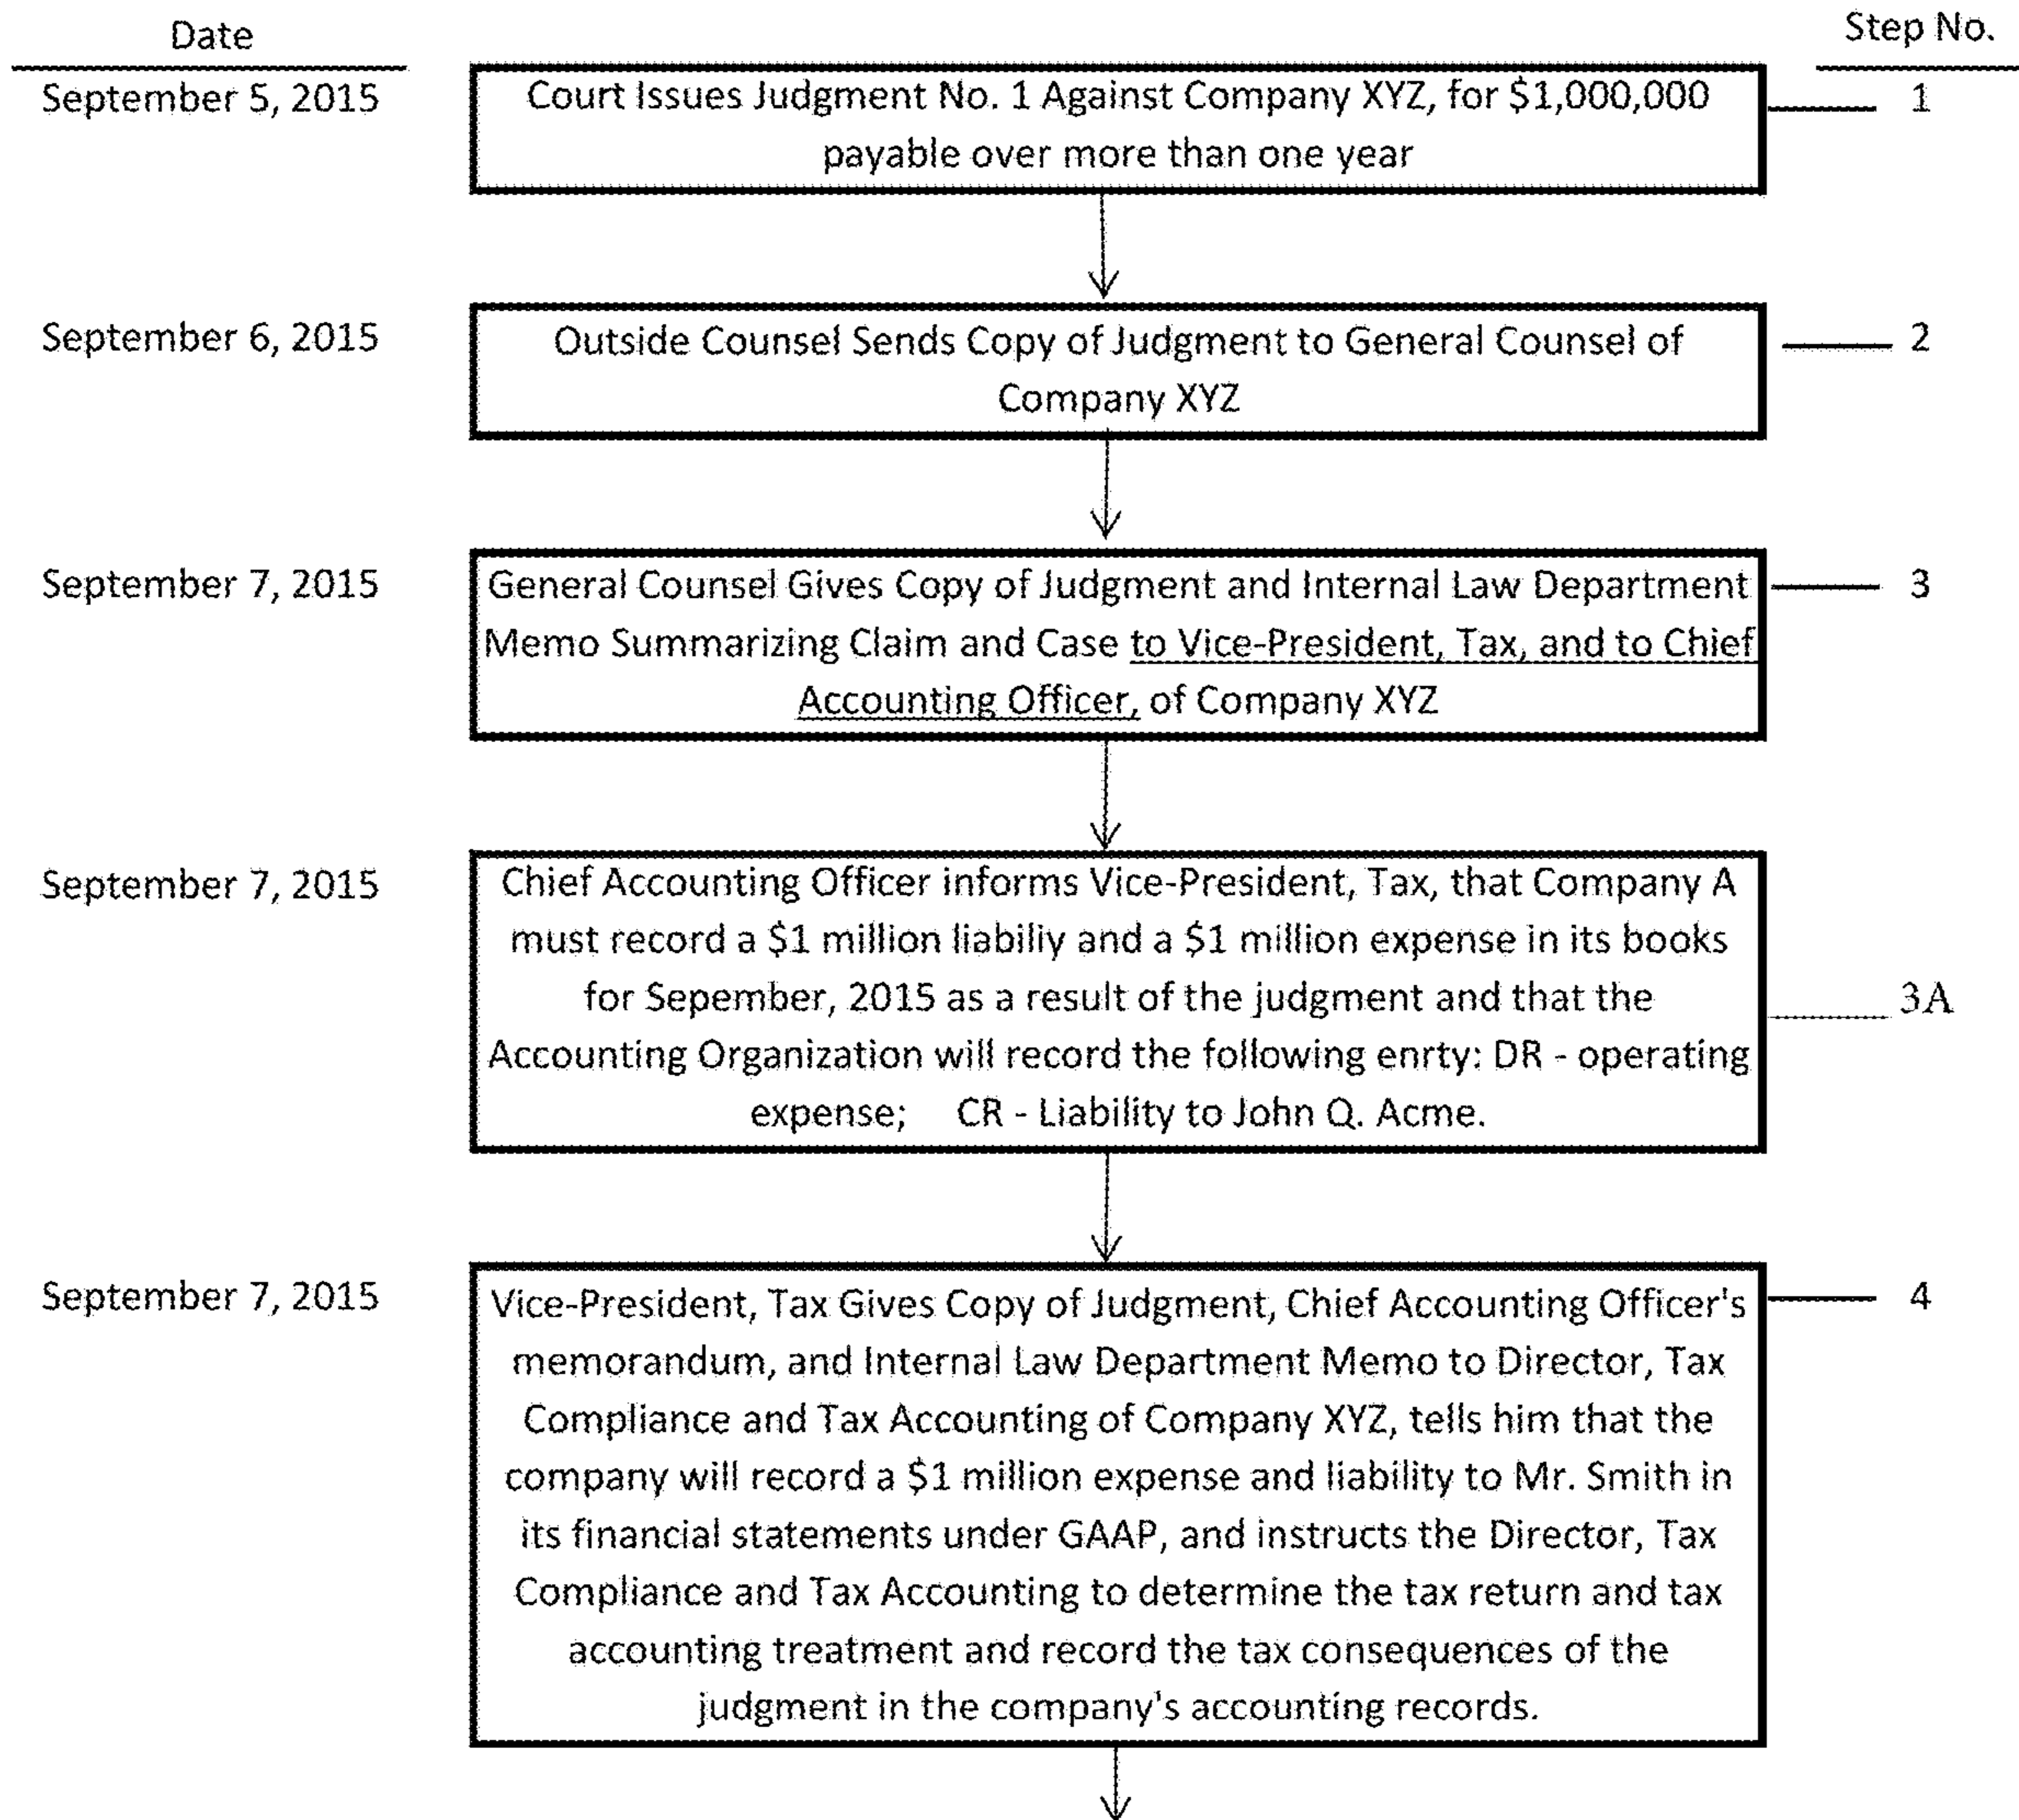 Date
Step No.
September 5, 2015
Court Issues Judgment No. 1 Against Company XYZ, for $1,000,000
payable over more than one year
1
September 6, 2015
Outside Counsel Sends Copy of Judgment to General Counsel of
Company XYZ
2
September 7, 2015
General Counsel Gives Copy of Judgment and Internal Law Department
Memo Summarizing Claim and Case to Vice-President, Tax, and to Chief
Accounting Officer, of Company XYZ
3
September 7, 2015
Chief Accounting Officer informs Vice-President, Tax, that Company A
must record a $1 million liabiliy and a $1 million expense in its books
for Sepember, 2015 as a result of the judgment and that the
Accounting Organization will record the following enrty: DR - operating
expense; CR - Liability to John Q. Acme.
3A
September 7, 2015
Vice-President, Tax Gives Copy of Judgment, Chief Accounting Officer's
memorandum, and Internal Law Department Memo to Director, Tax
Compliance and Tax Accounting of Company XYZ, tells him that the
company will record a $1 million expense and liability to Mr. Smith in
its financial statements under GAAP, and instructs the Director, Tax
Compliance and Tax Accounting to determine the tax return and tax
accounting treatment and record the tax consequences of the
judgment in the company's accounting records.
4